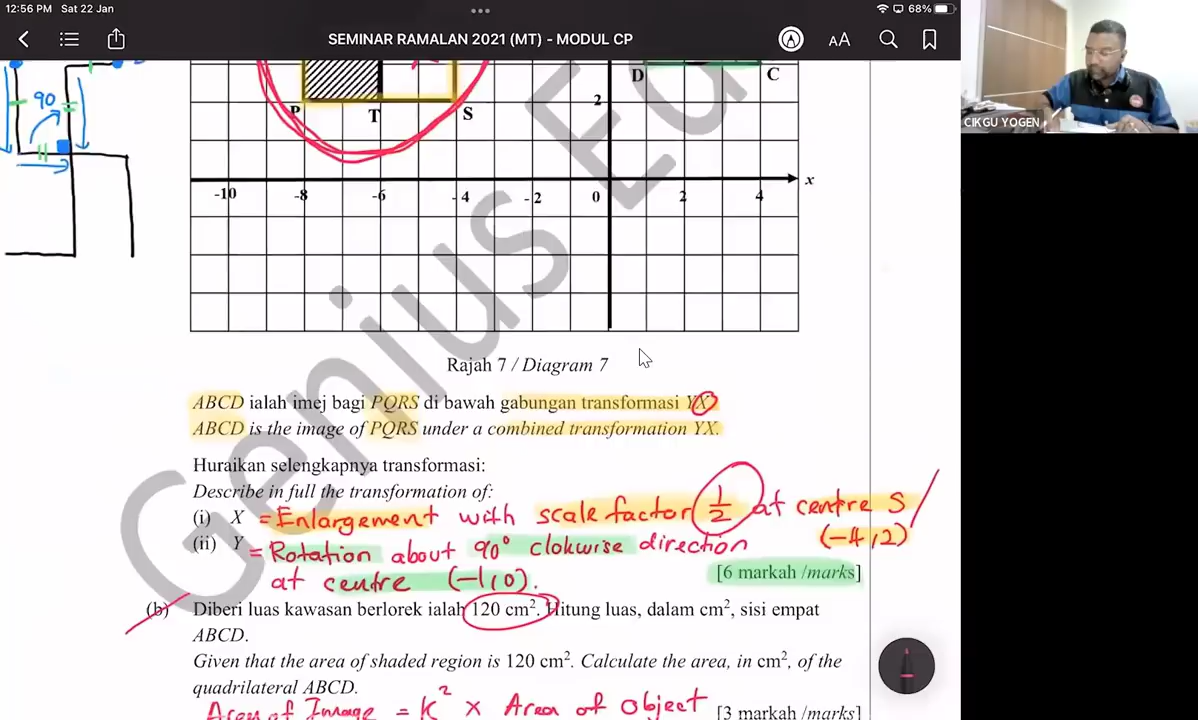 12:56 PM Sat 22 Jan
68%
SEMINAR RAMALAN 2021 (MT) - MODUL CP
AA
CIKGU YOGEN
90
P T S
D C
2
x
-10 -8 -6 -4 -2 0 2 4
Genius Ed
Rajah 7 / Diagram 7
ABCD ialah imej bagi PQRS di bawah gabungan transformasi YX
ABCD is the image of PQRS under a combined transformation YX.
Huraikan selengkapnya transformasi:
Describe in full the transformation of:
(i) X = Enlargement with scale factor 1/2 at centre S
(-4,2)
(ii) Y = Rotation about 90° clokwise direction
at centre (-1,0).
[6 markah /marks]
(b) Diberi luas kawasan berlorek ialah 120 cm². Hitung luas, dalam cm², sisi empat
ABCD.
Given that the area of shaded region is 120 cm². Calculate the area, in cm², of the
quadrilateral ABCD.
Area of Image = K² × Area of Object
[3 markah/marks]